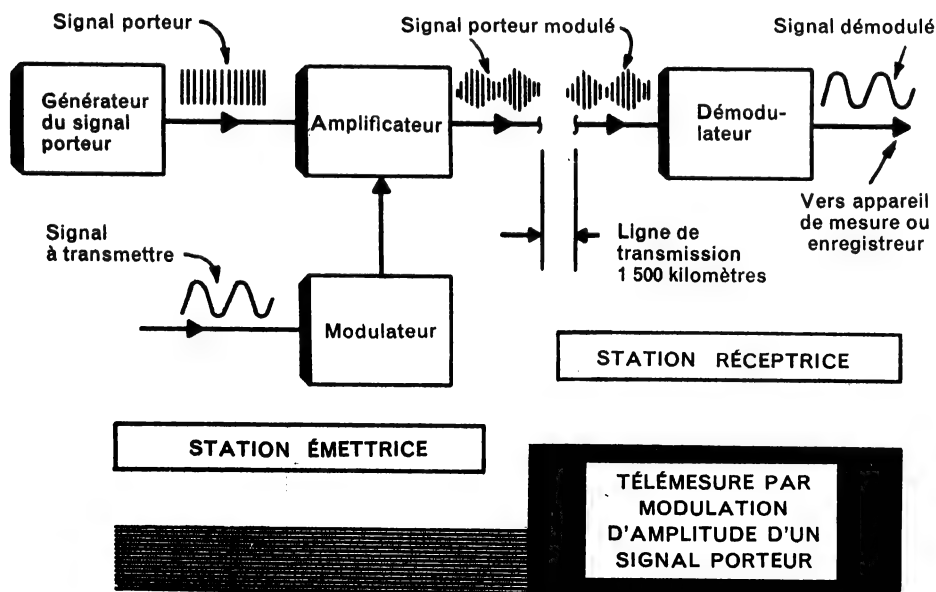 Signal porteur
Signal porteur modulé
Signal démodulé
Générateur
du signal
porteur
Amplificateur
Démodu-
lateur
Signal
à transmettre
Modulateur
Ligne de
transmission
1 500 kilomètres
Vers appareil
de mesure ou
enregistreur
STATION RÉCEPTRICE
STATION ÉMETTRICE
TÉLÉMESURE PAR
MODULATION
D'AMPLITUDE D'UN
SIGNAL PORTEUR